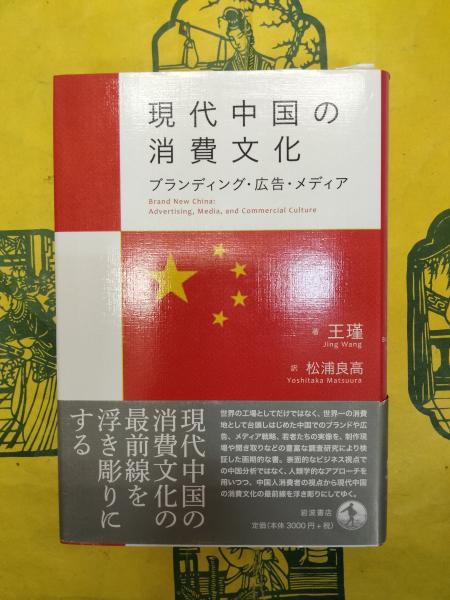 現代中国の
消費文化
ブランディング・広告・メディア
Brand New China:
Advertising, Media, and Commercial Culture
著 王瑾
Jing Wang
訳 松浦良高
Yoshitaka Matsuura
現代中国の
消費文化の
最前線を
浮き彫りに
する
世界の工場としてだけではなく、世界一の消費
地として台頭しはじめた中国でのブランドや広
告、メディア戦略、若者たちの実像を、制作現
場や聞き取りなどの豊富な調査研究により検
証した画期的な書。表面的なビジネス視点で
の中国分析ではなく、人類学的なアプローチを
用いつつ、中国人消費者の視点から現代中国
の消費文化の最前線を浮き彫りにしてゆく。
岩波書店
定価(本体3000円+税)